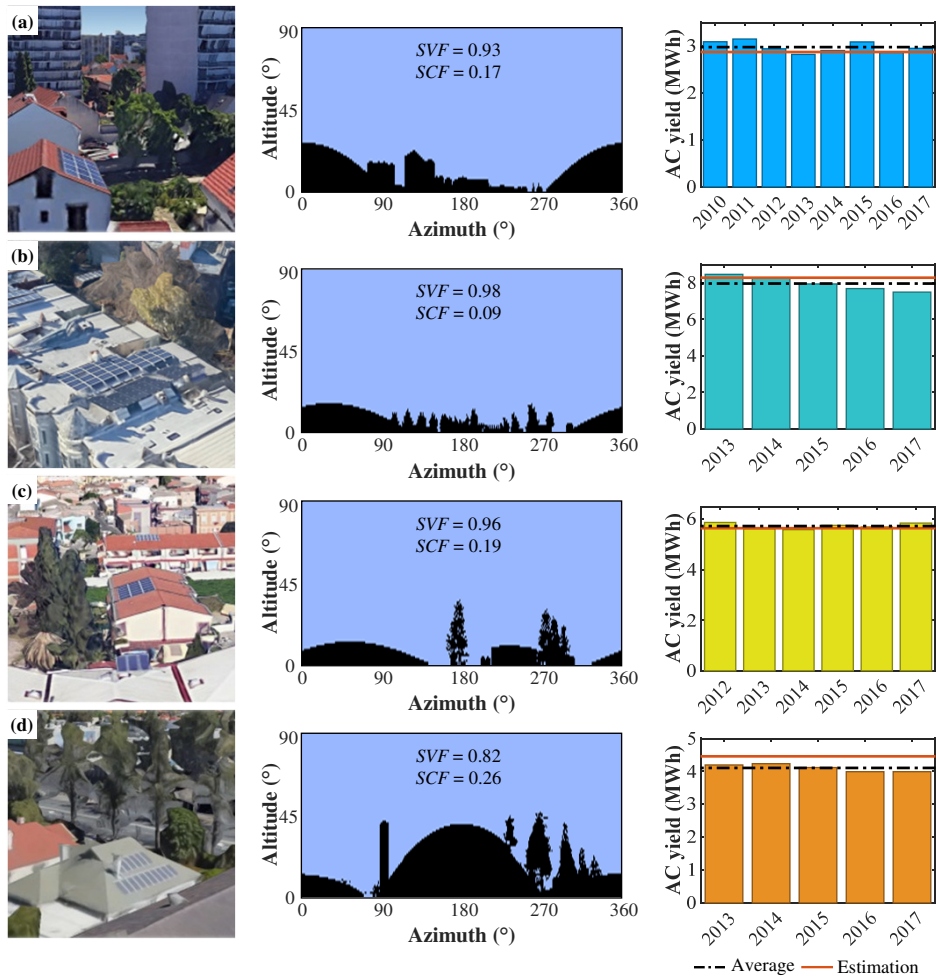 (a)
SVF = 0.93
SCF = 0.17
Altitude (°)
90
45
0
0 90 180 270 360
Azimuth (°)
AC yield (MWh)
3
2
1
0
2010 2011 2012 2013 2014 2015 2016 2017
(b)
SVF = 0.98
SCF = 0.09
Altitude (°)
90
45
0
0 90 180 270 360
Azimuth (°)
AC yield (MWh)
8
6
4
2
0
2013 2014 2015 2016 2017
(c)
SVF = 0.96
SCF = 0.19
Altitude (°)
90
45
0
0 90 180 270 360
Azimuth (°)
AC yield (MWh)
6
4
2
0
2012 2013 2014 2015 2016 2017
(d)
SVF = 0.82
SCF = 0.26
Altitude (°)
90
45
0
0 90 180 270 360
Azimuth (°)
AC yield (MWh)
5
4
3
2
1
0
2013 2014 2015 2016 2017
Average Estimation